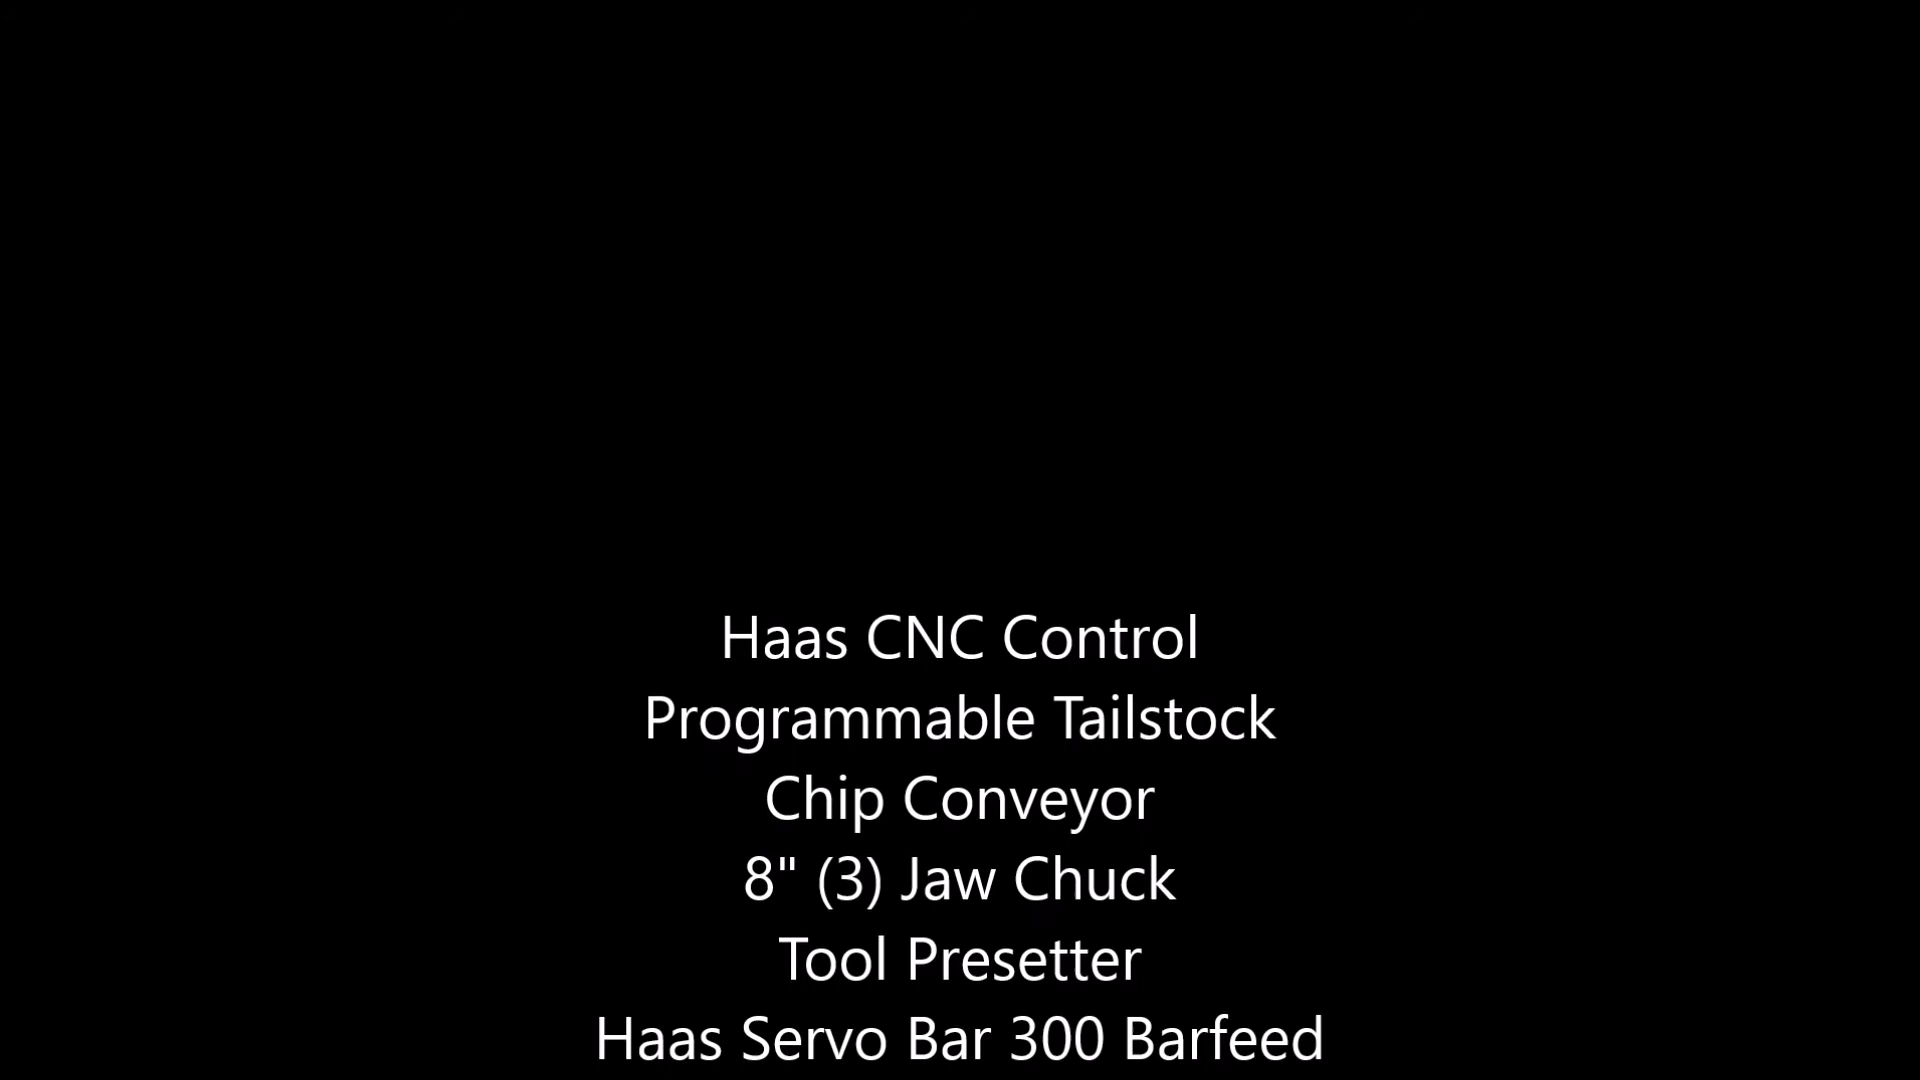 Haas CNC Control
Programmable Tailstock
Chip Conveyor
8" (3) Jaw Chuck
Tool Presetter
Haas Servo Bar 300 Barfeed